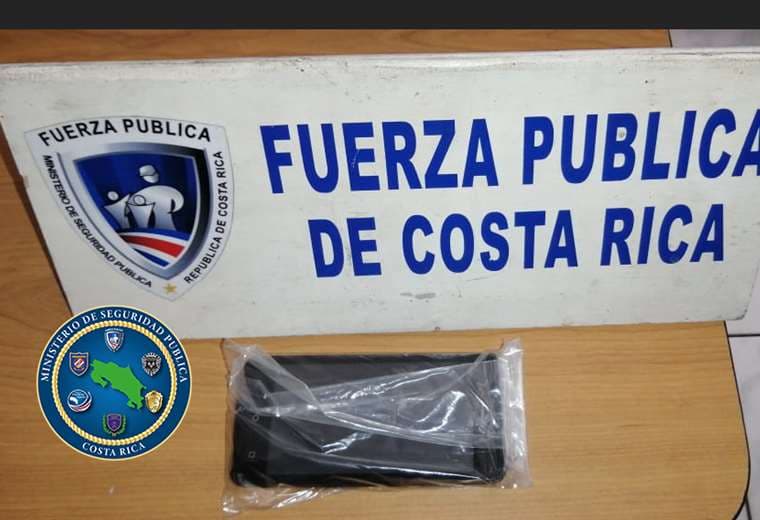 FUERZA PUBLICA
MINISTERIO DE SEGURIDAD PUBLICA
REPUBLICA DE COSTA RICA
FUERZA PUBLICA
DE COSTA RICA
MINISTERIO DE SEGURIDAD PUBLICA
COSTA RICA